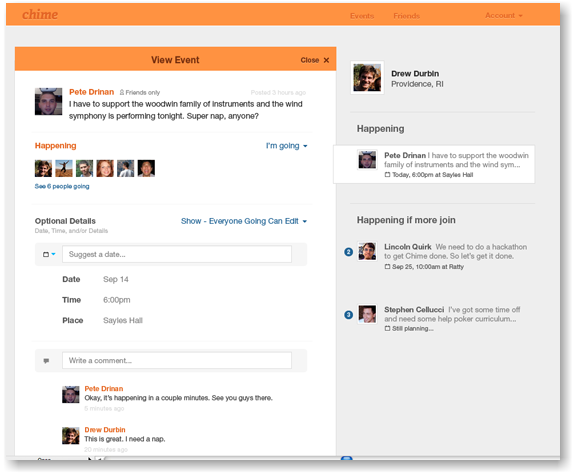 chime
Events
Friends
Account
View Event
Close ×
Pete Drinan
Friends only
Posted 3 hours ago
I have to support the woodwin family of instruments and the wind
symphony is performing tonight. Super nap, anyone?
Happening
I'm going
See 6 people going
Optional Details
Date, Time, and/or Details
Show - Everyone Going Can Edit
Suggest a date...
Date Sep 14
Time 6:00pm
Place Sayles Hall
Write a comment...
Pete Drinan
Okay, it's happening in a couple minutes. See you guys there.
5 minutes ago
Drew Durbin
This is great. I need a nap.
20 minutes ago
Drew Durbin
Providence, RI
Happening
Pete Drinan I have to support the woodwin
family of instruments and the wind sym...
Today, 6:00pm at Sayles Hall
Happening if more join
2
Lincoln Quirk We need to do a hackathon
to get Chime done. So let's get it done.
Sep 25, 10:00am at Ratty
3
Stephen Cellucci I've got some time off
and need some help poker curriculum...
Still planning...